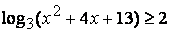 log₃(x² + 4x + 13) ≥ 2